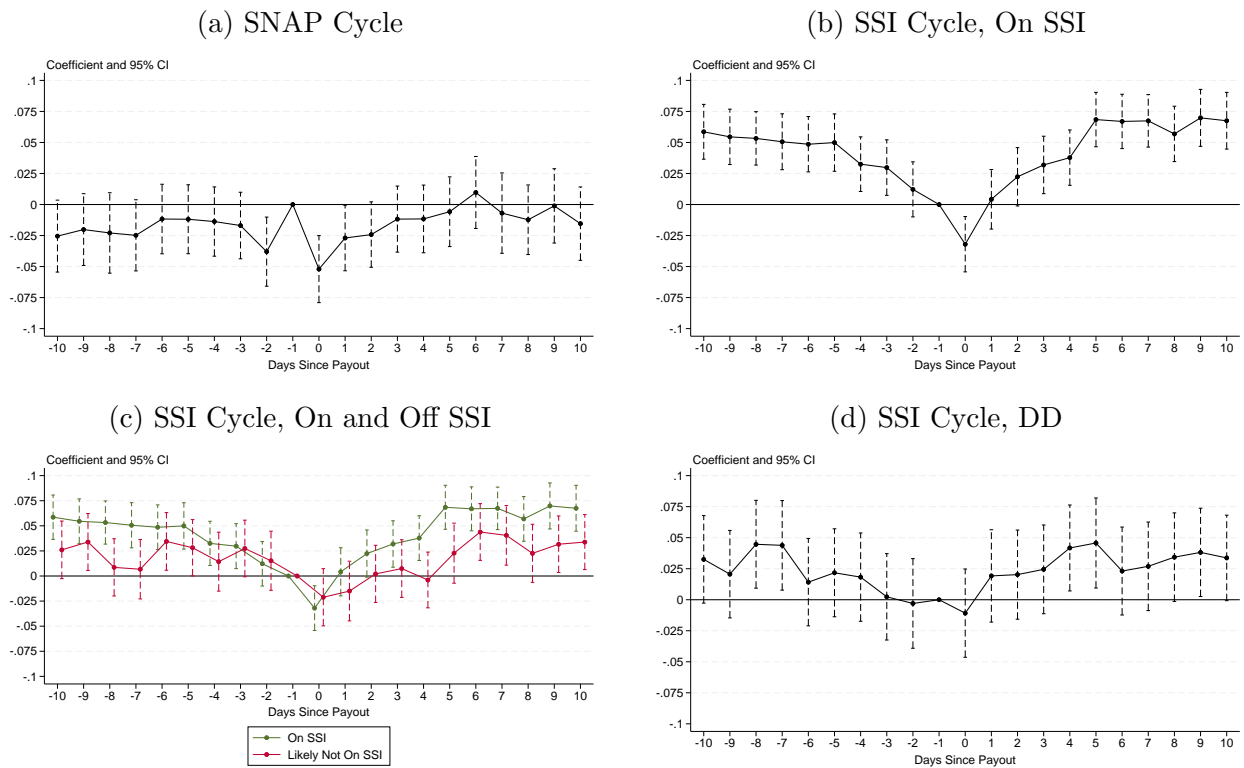 (a) SNAP Cycle
Coefficient and 95% CI
.1
.075
.05
.025
0
-.025
-.05
-.075
-.1
-10 -9 -8 -7 -6 -5 -4 -3 -2 -1 0 1 2 3 4 5 6 7 8 9 10
Days Since Payout
(b) SSI Cycle, On SSI
Coefficient and 95% CI
.1
.075
.05
.025
0
-.025
-.05
-.075
-.1
-10 -9 -8 -7 -6 -5 -4 -3 -2 -1 0 1 2 3 4 5 6 7 8 9 10
Days Since Payout
(c) SSI Cycle, On and Off SSI
Coefficient and 95% CI
.1
.075
.05
.025
0
-.025
-.05
-.075
-.1
-10 -9 -8 -7 -6 -5 -4 -3 -2 -1 0 1 2 3 4 5 6 7 8 9 10
Days Since Payout
On SSI
Likely Not On SSI
(d) SSI Cycle, DD
Coefficient and 95% CI
.1
.075
.05
.025
0
-.025
-.05
-.075
-.1
-10 -9 -8 -7 -6 -5 -4 -3 -2 -1 0 1 2 3 4 5 6 7 8 9 10
Days Since Payout